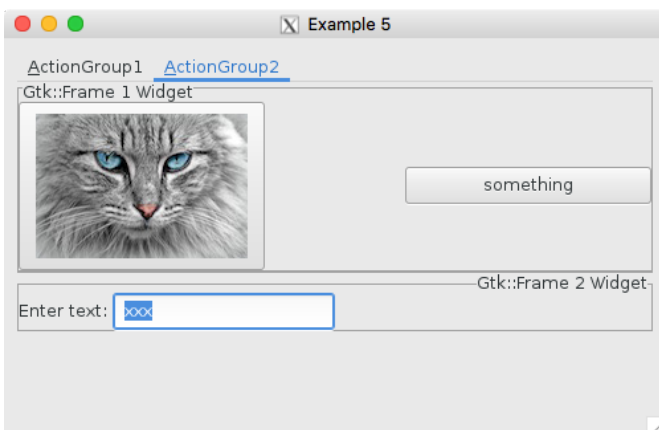 Example 5
ActionGroup1 ActionGroup2
Gtk::Frame 1 Widget
something
Gtk::Frame 2 Widget
Enter text: xxx